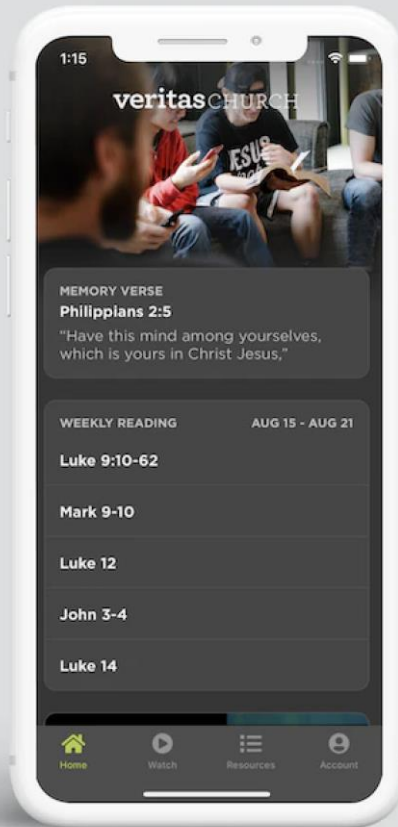 1:15
veritasCHURCH
JESUS
MEMORY VERSE
Philippians 2:5
“Have this mind among yourselves,
which is yours in Christ Jesus,”
WEEKLY READING AUG 15 - AUG 21
Luke 9:10-62
Mark 9-10
Luke 12
John 3-4
Luke 14
Home Watch Resources Account